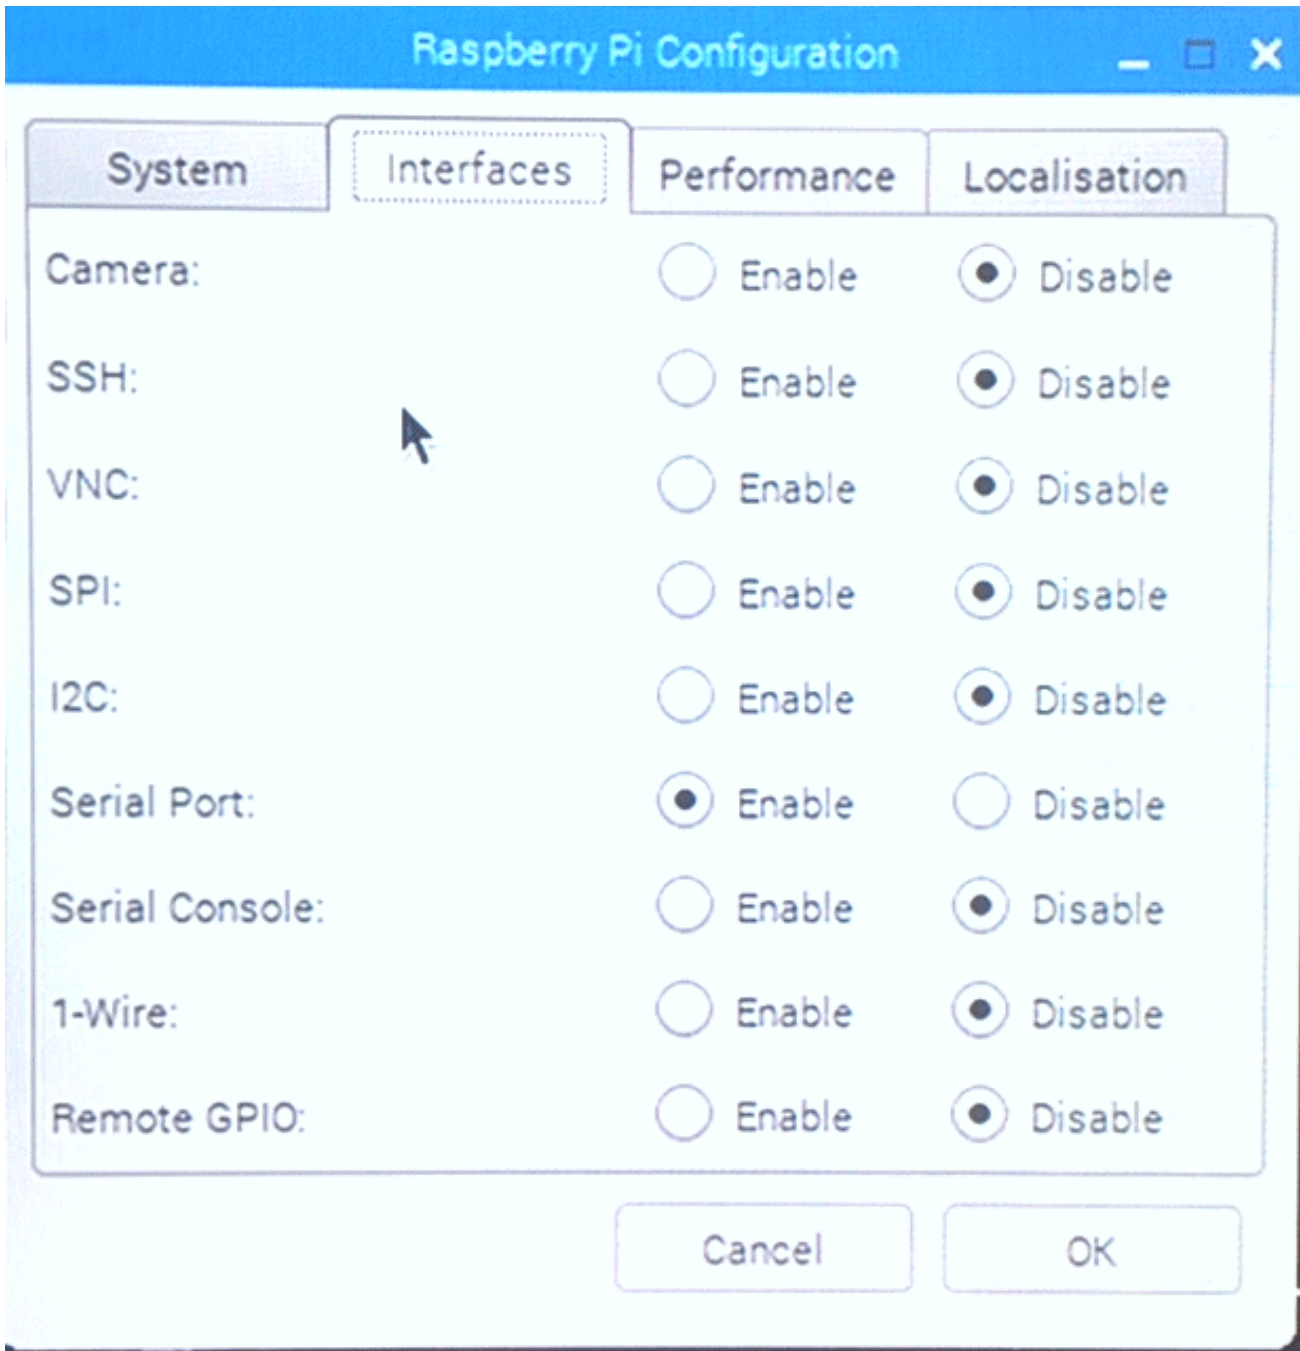 Raspberry Pi Configuration
System Interfaces Performance Localisation
Camera: Enable Disable
SSH: Enable Disable
VNC: Enable Disable
SPI: Enable Disable
I2C: Enable Disable
Serial Port: Enable Disable
Serial Console: Enable Disable
1-Wire: Enable Disable
Remote GPIO: Enable Disable
Cancel OK